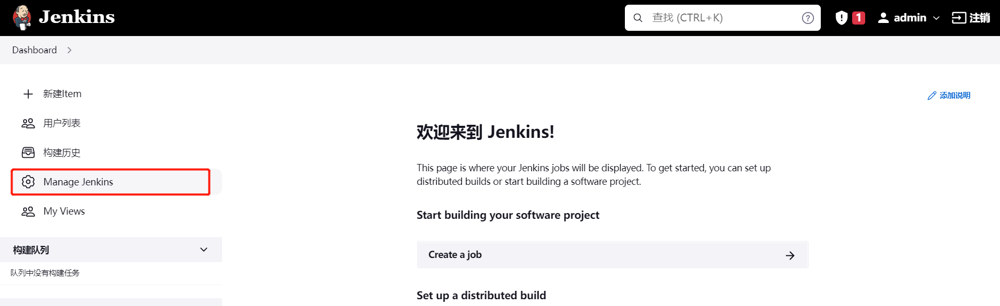 Jenkins
查找 (CTRL+K)
1
admin
注销
Dashboard
新建Item
用户列表
构建历史
Manage Jenkins
My Views
构建队列
队列中没有构建任务
添加说明
欢迎来到 Jenkins!
This page is where your Jenkins jobs will be displayed. To get started, you can set up
distributed builds or start building a software project.
Start building your software project
Create a job
Set up a distributed build